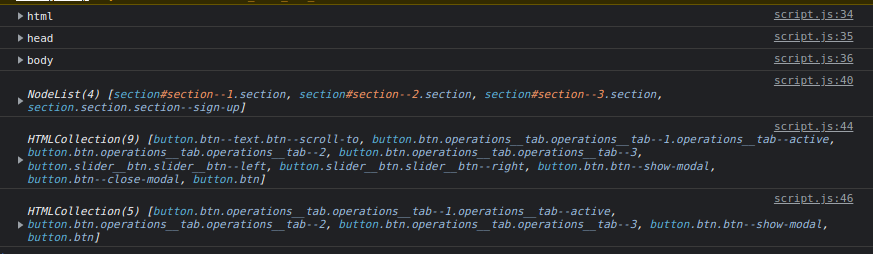 html script.js:34
head script.js:35
body script.js:36
script.js:40
NodeList(4) [section#section--1.section, section#section--2.section, section#section--3.section,
section.section.section--sign-up]
script.js:44
HTMLCollection(9) [button.btn--text.btn--scroll-to, button.btn.operations__tab.operations__tab--1.operations__tab--active,
button.btn.operations__tab.operations__tab--2, button.btn.operations__tab.operations__tab--3,
button.slider__btn.slider__btn--left, button.slider__btn.slider__btn--right, button.btn.btn--show-modal,
button.btn--close-modal, button.btn]
script.js:46
HTMLCollection(5) [button.btn.operations__tab.operations__tab--1.operations__tab--active,
button.btn.operations__tab.operations__tab--2, button.btn.operations__tab.operations__tab--3, button.btn.btn--show-modal,
button.btn]